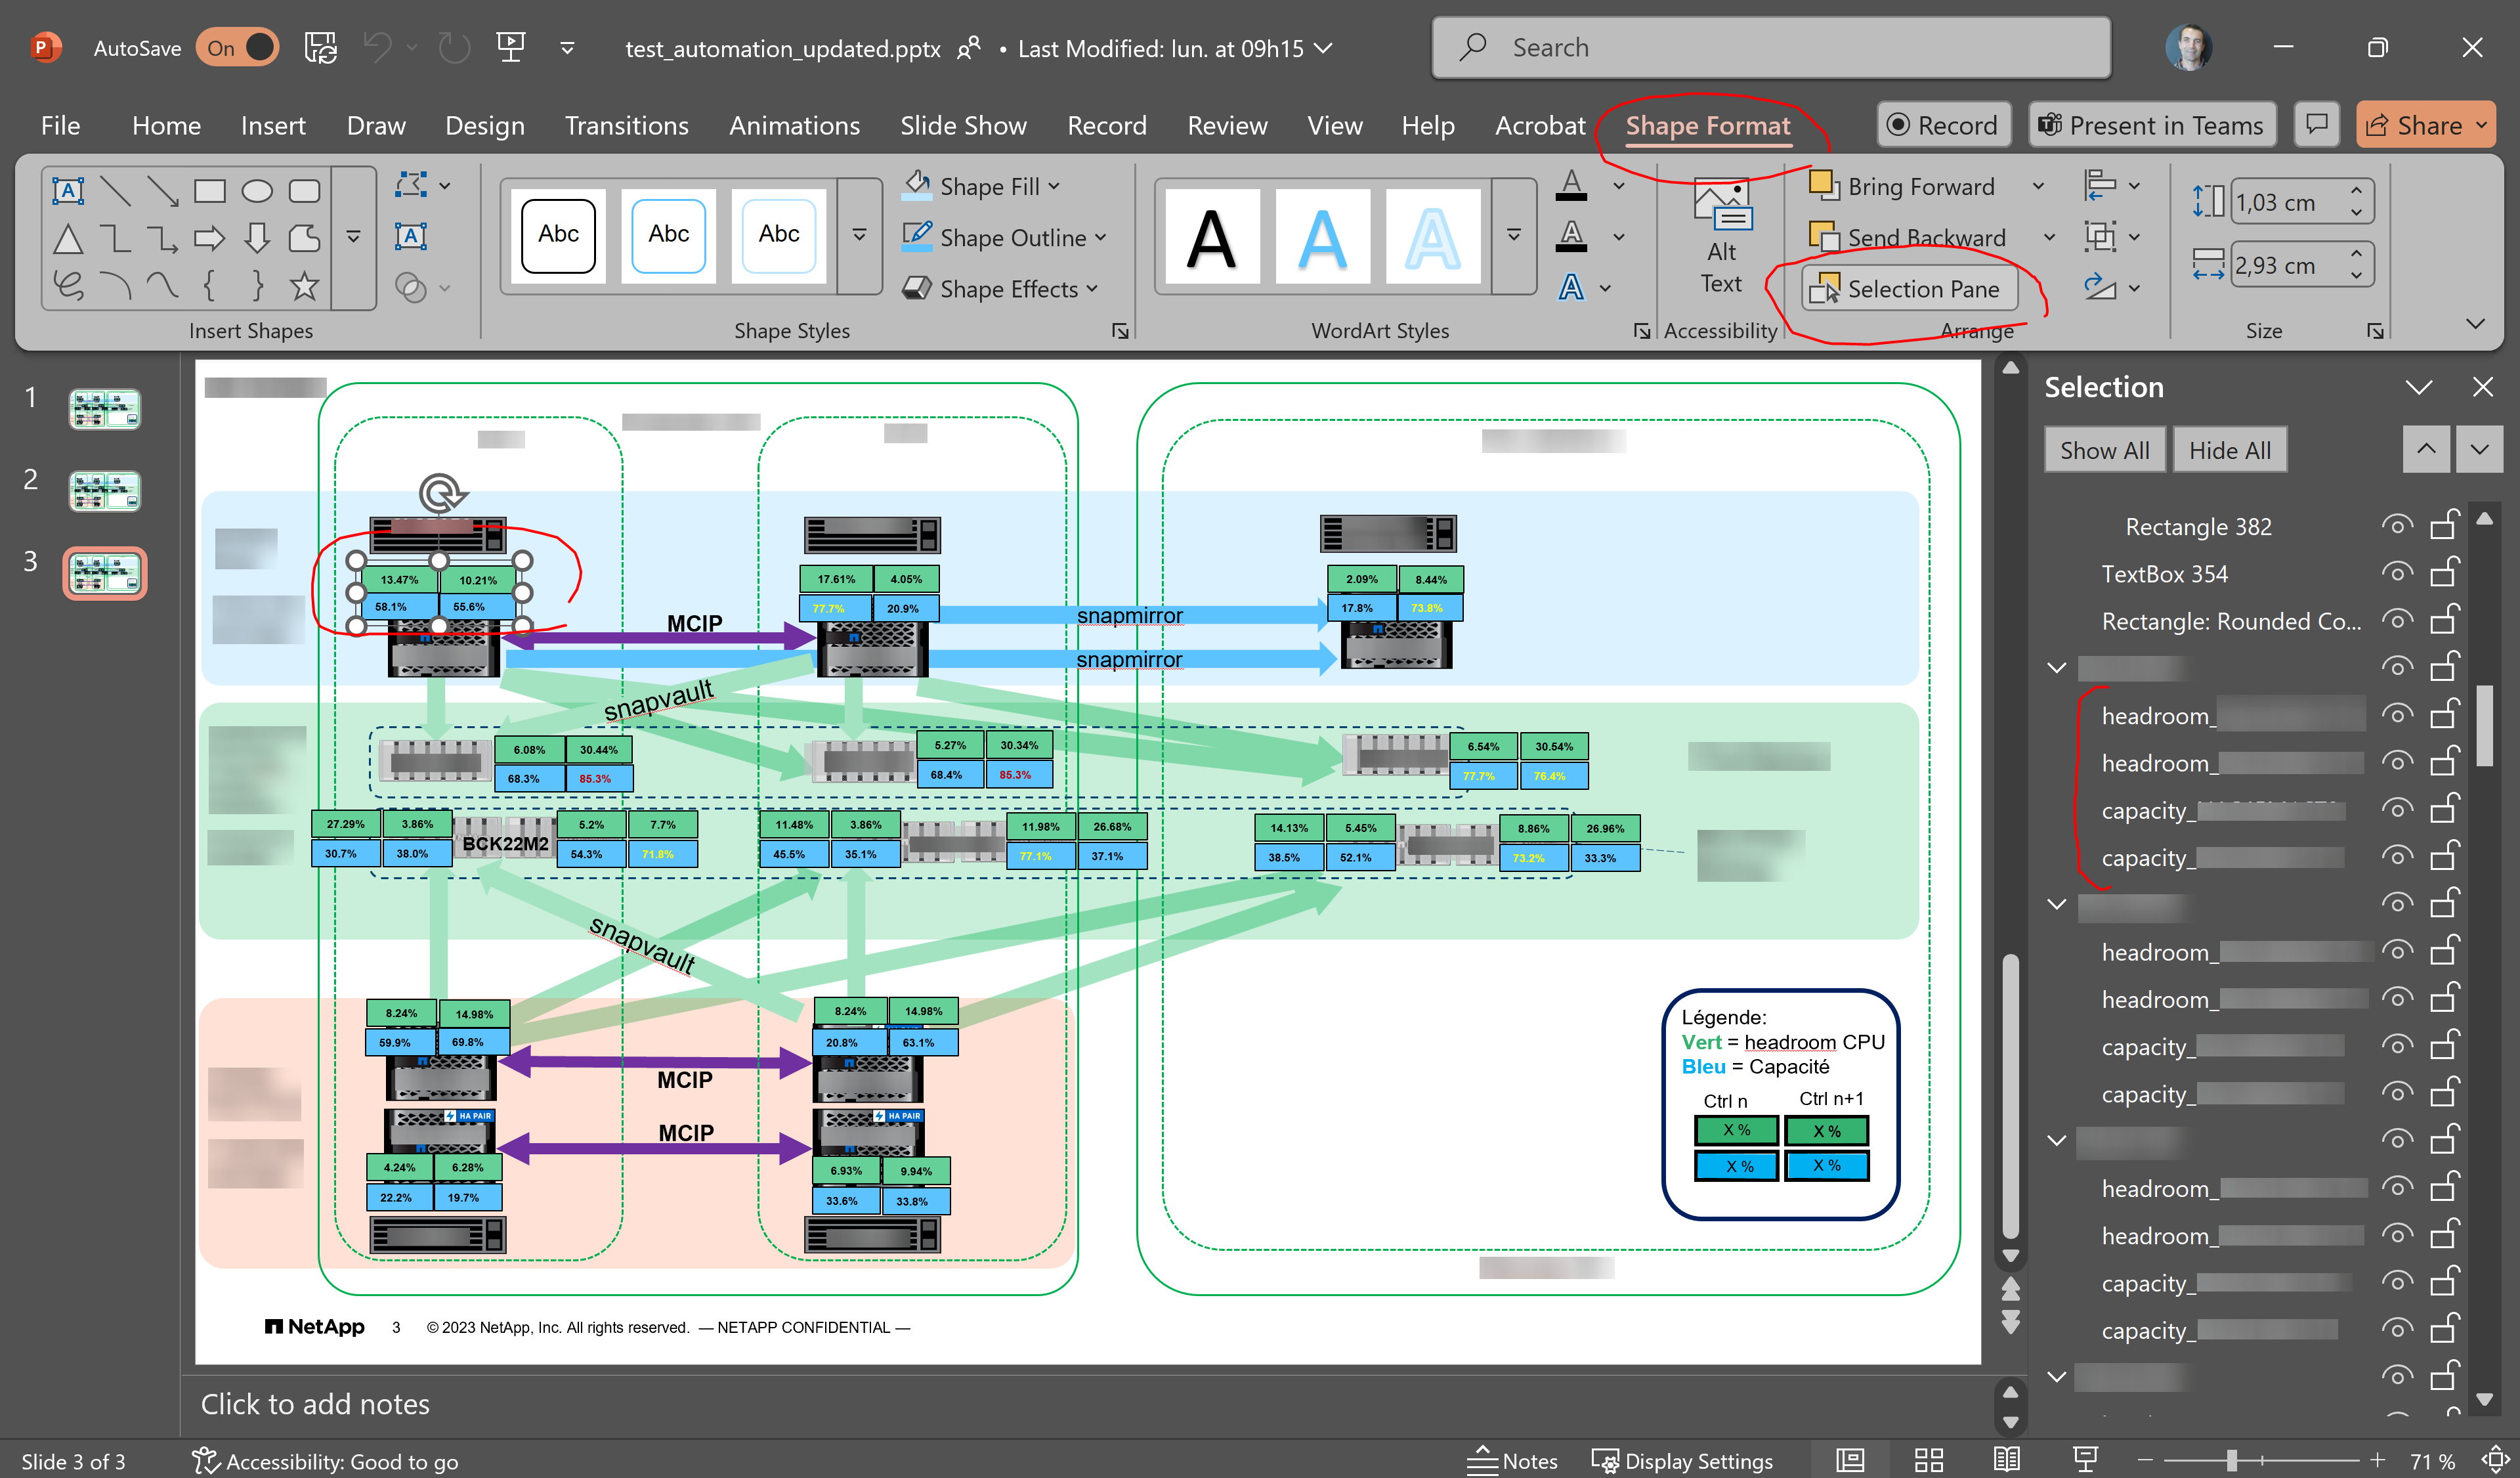 AutoSave On test_automation_updated.pptx • Last Modified: lun. at 09h15 Search
File Home Insert Draw Design Transitions Animations Slide Show Record Review View Help Acrobat Shape Format Record Present in Teams Share
Abc Abc Abc
Shape Fill
Shape Outline
Shape Effects
A A A
Alt
Text
Bring Forward
Send Backward
Selection Pane
1,03 cm
2,93 cm
Insert Shapes Shape Styles WordArt Styles Accessibility Arrange Size
1
2
3
13.47% 10.21%
58.1% 55.6%
17.61% 4.05%
77.7% 20.9%
2.09% 8.44%
17.8% 73.8%
MCIP
snapmirror
snapmirror
snapvault
6.08% 30.44%
68.3% 85.3%
5.27% 30.34%
68.4% 85.3%
6.54% 30.54%
77.7% 76.4%
27.29% 3.86%
30.7% 38.0%
BCK22M2
5.2% 7.7%
54.3% 71.8%
11.48% 3.86%
45.5% 35.1%
11.98% 26.68%
77.1% 37.1%
14.13% 5.45%
38.5% 52.1%
8.86% 26.96%
73.2% 33.3%
snapvault
8.24% 14.98%
59.9% 69.8%
8.24% 14.98%
20.8% 63.1%
MCIP
HA PAIR
HA PAIR
MCIP
4.24% 6.28%
22.2% 19.7%
6.93% 9.94%
33.6% 33.8%
Légende:
Vert = headroom CPU
Bleu = Capacité
Ctrl n Ctrl n+1
X % X %
X % X %
NetApp 3 © 2023 NetApp, Inc. All rights reserved. — NETAPP CONFIDENTIAL —
Click to add notes
Selection
Show All Hide All
Rectangle 382
TextBox 354
Rectangle: Rounded Co...
headroom_
headroom_
capacity_
capacity_
headroom_
headroom_
capacity_
capacity_
headroom_
headroom_
capacity_
capacity_
Slide 3 of 3 Accessibility: Good to go Notes Display Settings 71 %